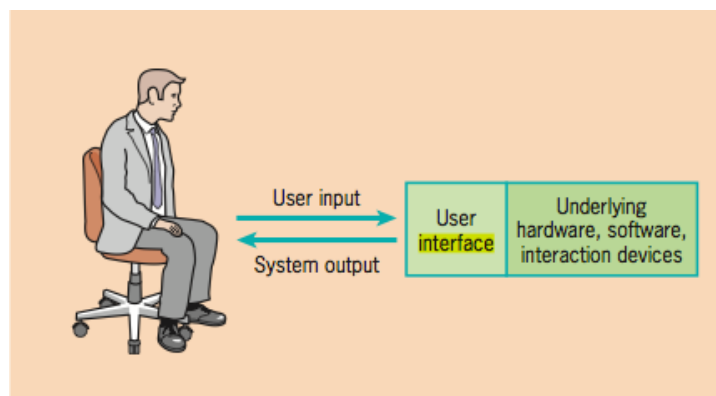 User input
System output
User
interface
Underlying
hardware, software,
interaction devices